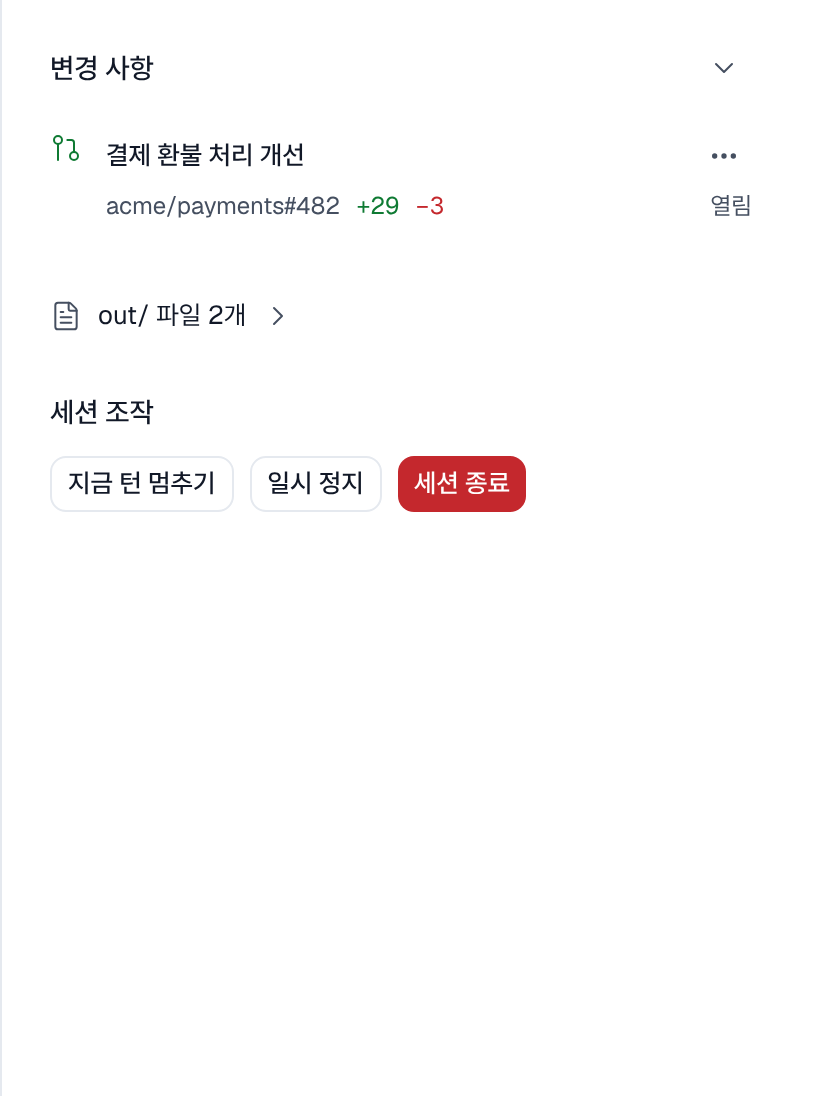 변경 사항
결제 환불 처리 개선
acme/payments#482 +29 −3 열림
out/ 파일 2개
세션 조작
지금 턴 멈추기 일시 정지 세션 종료